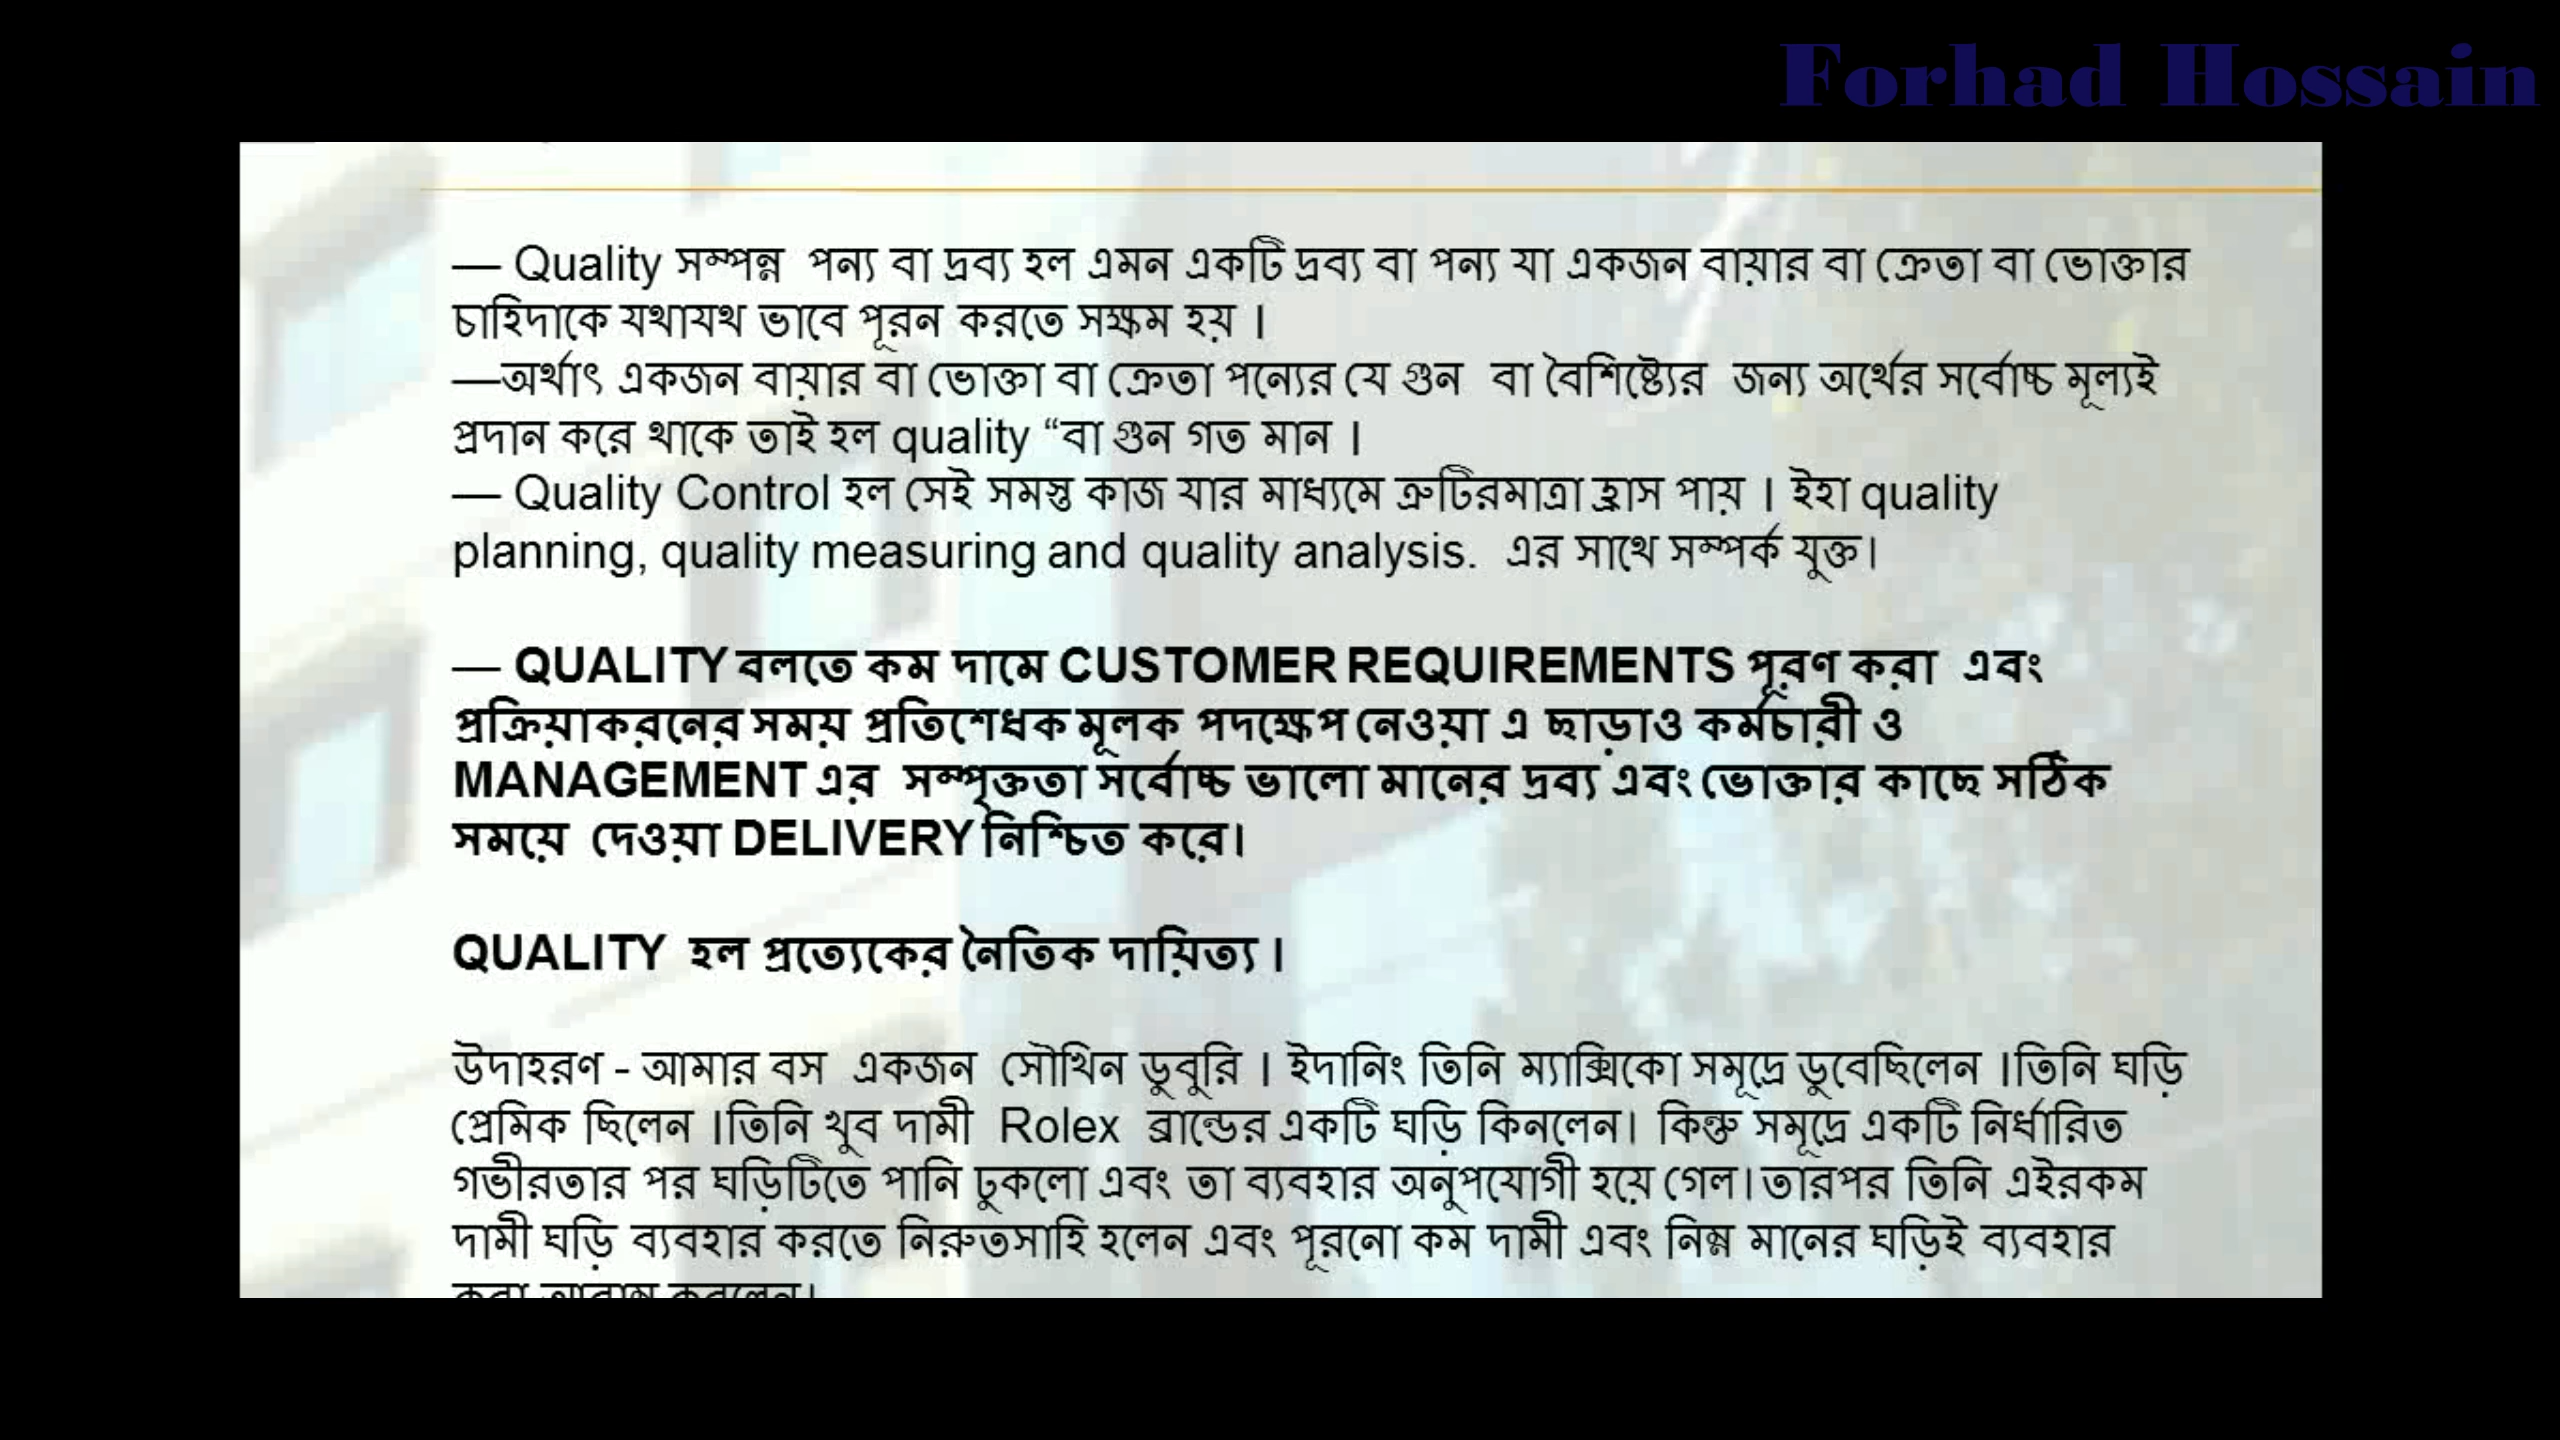 Forhad Hossain
— Quality সম্পন্ন পন্য বা দ্রব্য হল এমন একটি দ্রব্য বা পন্য যা একজন বায়ার বা ক্রেতা বা ভোক্তার
চাহিদাকে যথাযথ ভাবে পূরন করতে সক্ষম হয় ।
—অর্থাৎ একজন বায়ার বা ভোক্তা বা ক্রেতা পন্যের যে গুন বা বৈশিষ্ট্যের জন্য অর্থের সর্বোচ্চ মূল্যই
প্রদান করে থাকে তাই হল quality “বা গুন গত মান ।
— Quality Control হল সেই সমস্ত কাজ যার মাধ্যমে ত্রুটিরমাত্রা হ্রাস পায় । ইহা quality
planning, quality measuring and quality analysis. এর সাথে সম্পর্ক যুক্ত।
— QUALITY বলতে কম দামে CUSTOMER REQUIREMENTS পূরণ করা এবং
প্রক্রিয়াকরনের সময় প্রতিশেধক মূলক পদক্ষেপ নেওয়া এ ছাড়াও কর্মচারী ও
MANAGEMENT এর সম্পৃক্ততা সর্বোচ্চ ভালো মানের দ্রব্য এবং ভোক্তার কাছে সঠিক
সময়ে দেওয়া DELIVERY নিশ্চিত করে।
QUALITY হল প্রত্যেকের নৈতিক দায়িত্য ।
উদাহরণ - আমার বস একজন সৌখিন ডুবুরি । ইদানিং তিনি ম্যাক্সিকো সমূদ্রে ডুবেছিলেন ।তিনি ঘড়ি
প্রেমিক ছিলেন ।তিনি খুব দামী Rolex ব্রান্ডের একটি ঘড়ি কিনলেন। কিন্তু সমূদ্রে একটি নির্ধারিত
গভীরতার পর ঘড়িটিতে পানি ঢুকলো এবং তা ব্যবহার অনুপযোগী হয়ে গেল।তারপর তিনি এইরকম
দামী ঘড়ি ব্যবহার করতে নিরুতসাহি হলেন এবং পূরনো কম দামী এবং নিম্ন মানের ঘড়িই ব্যবহার